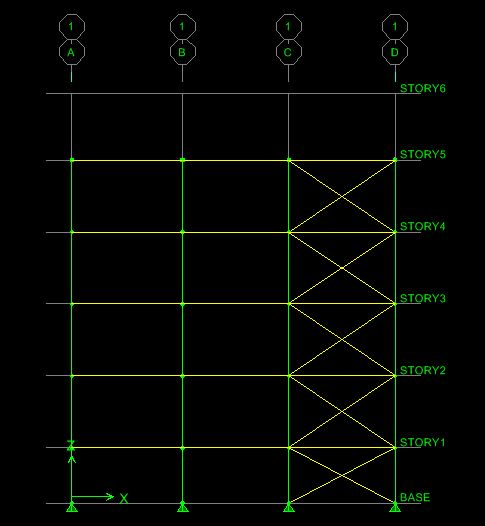 1 1 1 1
A B C D
STORY6
STORY5
STORY4
STORY3
STORY2
STORY1
Z
BASE
X